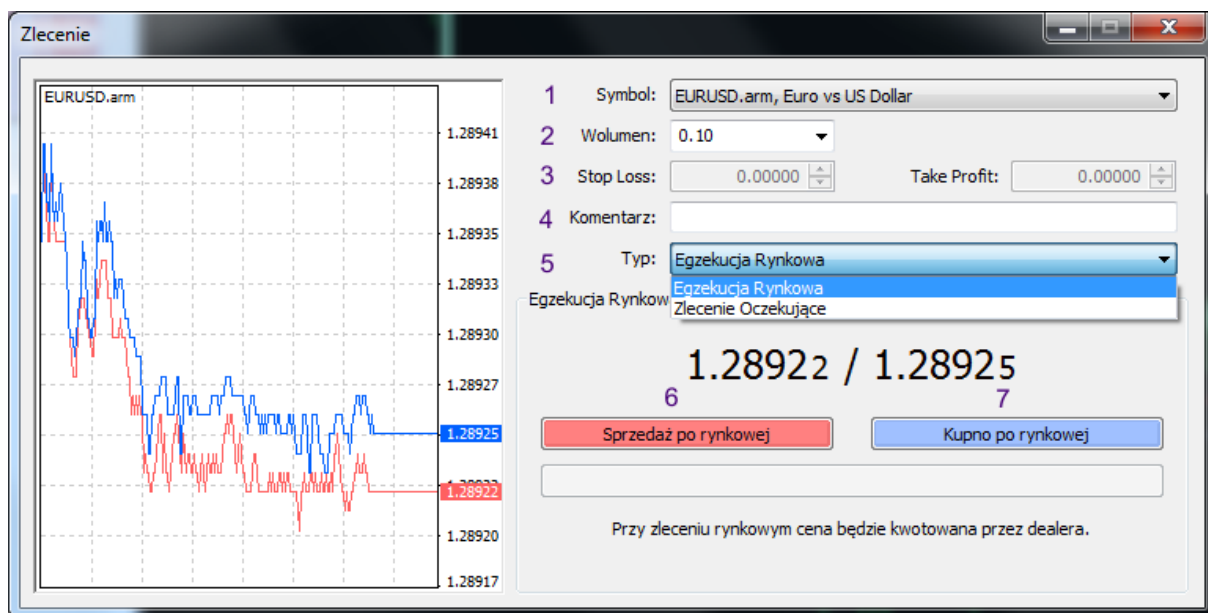 Zlecenie
EURUSD.arm
1.28941
1.28938
1.28935
1.28933
1.28930
1.28927
1.28925
1.28922
1.28920
1.28917
1 Symbol: EURUSD.arm, Euro vs US Dollar
2 Wolumen: 0.10
3 Stop Loss: 0.00000 Take Profit: 0.00000
4 Komentarz:
5 Typ: Egzekucja Rynkowa
Egzekucja Rynkowa
Egzekucja Rynkow
Zlecenie Oczekujące
1.28922 / 1.28925
6 7
Sprzedaż po rynkowej Kupno po rynkowej
Przy zleceniu rynkowym cena będzie kwotowana przez dealera.